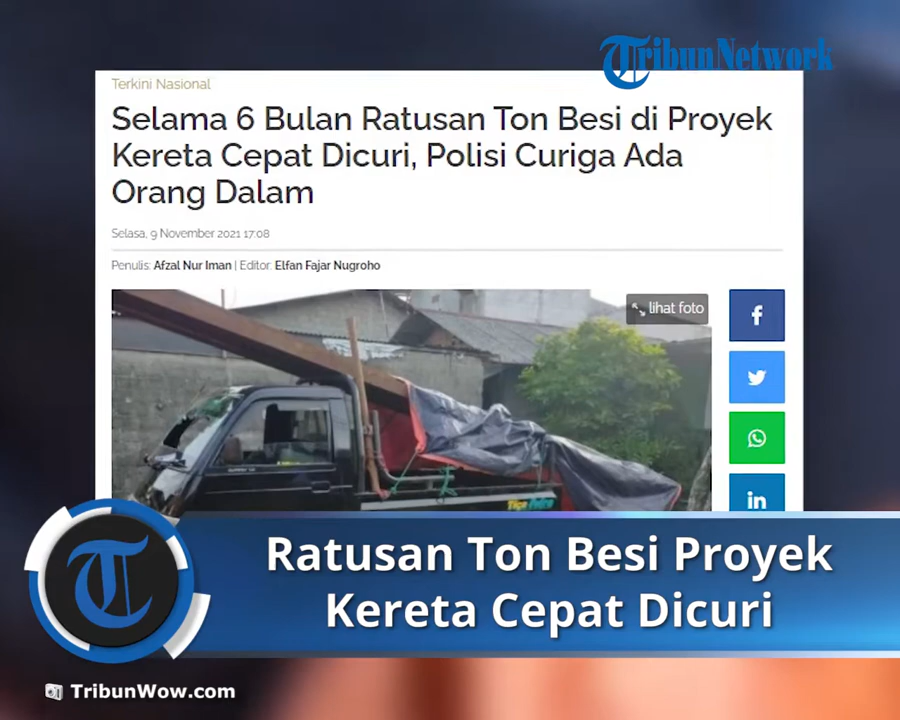 TribunNetwork
Terkini Nasional
Selama 6 Bulan Ratusan Ton Besi di Proyek
Kereta Cepat Dicuri, Polisi Curiga Ada
Orang Dalam
Selasa, 9 November 2021 17:08
Penulis: Afzal Nur Iman | Editor: Elfan Fajar Nugroho
lihat foto
Tiga Putra
Ratusan Ton Besi Proyek
Kereta Cepat Dicuri
TribunWow.com